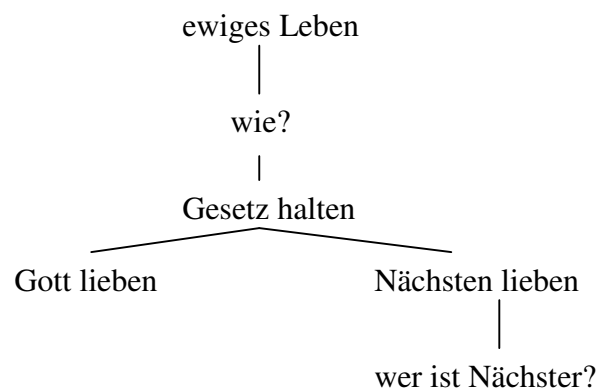 ewiges Leben
wie?
Gesetz halten
Gott lieben
Nächsten lieben
wer ist Nächster?